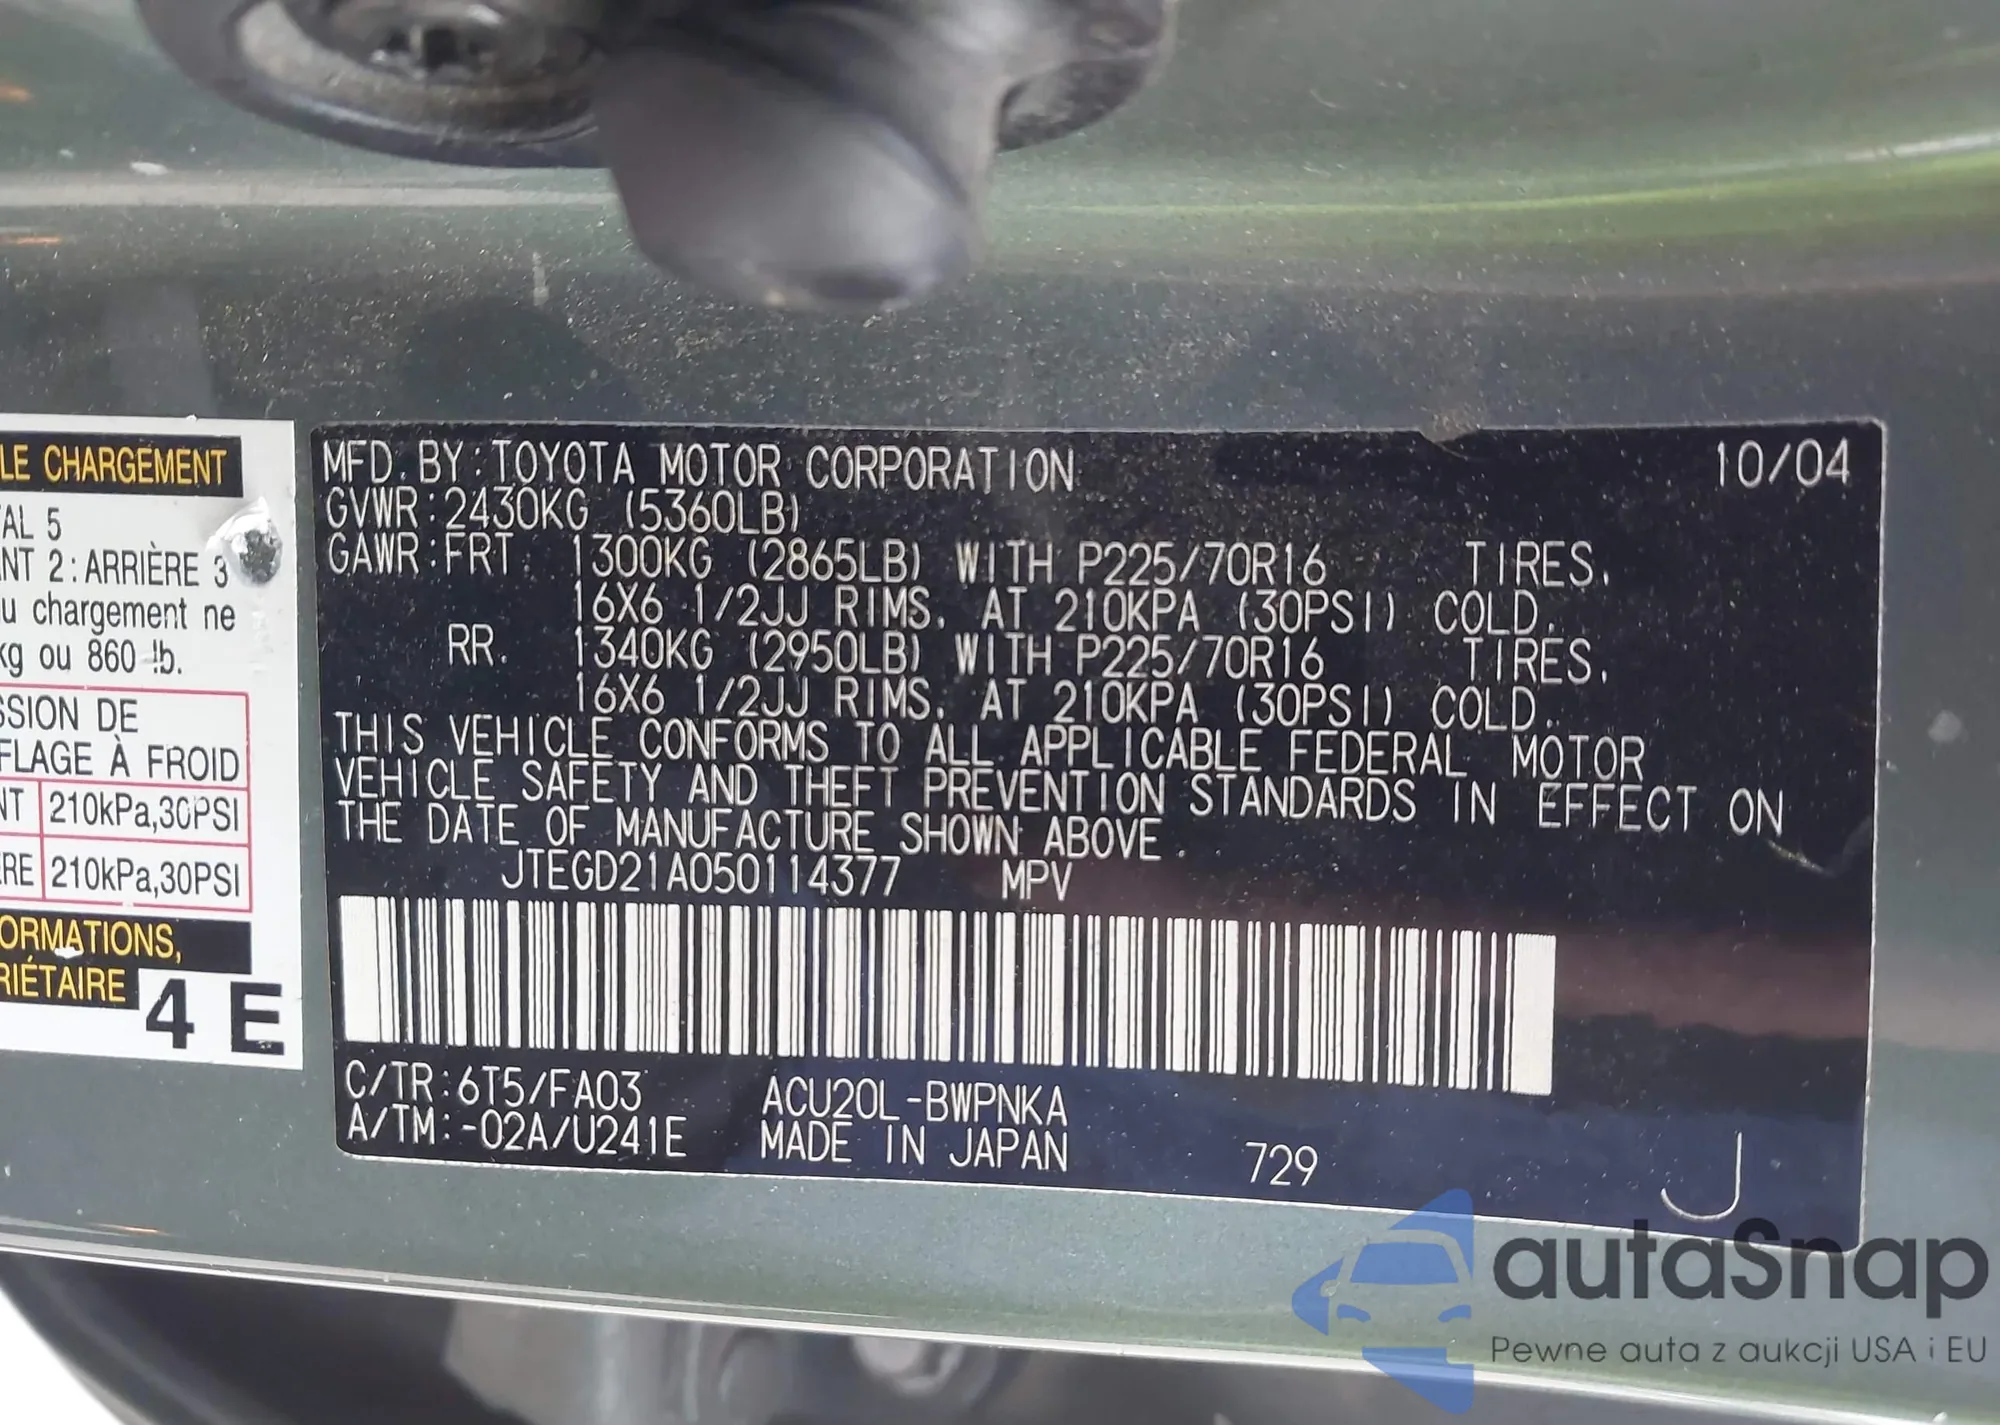 LE CHARGEMENT
TAL 5
ANT 2 : ARRIÈRE 3
u chargement ne
kg ou 860 lb.
SSION DE
FLAGE À FROID
NT 210kPa,30PSI
ÈRE 210kPa,30PSI
ORMATIONS,
RIÉTAIRE
4 E
MFD. BY : TOYOTA MOTOR CORPORATION 10/04
GVWR : 2430KG (5360LB)
GAWR : FRT. 1300KG (2865LB) WITH P225/70R16 TIRES.
16X6 1/2JJ RIMS. AT 210KPA (30PSI) COLD.
RR. 1340KG (2950LB) WITH P225/70R16 TIRES.
16X6 1/2JJ RIMS. AT 210KPA (30PSI) COLD.
THIS VEHICLE CONFORMS TO ALL APPLICABLE FEDERAL MOTOR
VEHICLE SAFETY AND THEFT PREVENTION STANDARDS IN EFFECT ON
THE DATE OF MANUFACTURE SHOWN ABOVE.
JTEGD21A050114377 MPV
C/TR : 6T5/FA03 ACU20L-BWPNKA
A/TM : -02A/U241E MADE IN JAPAN 729 J
autaSnap
Pewne auta z aukcji USA i EU